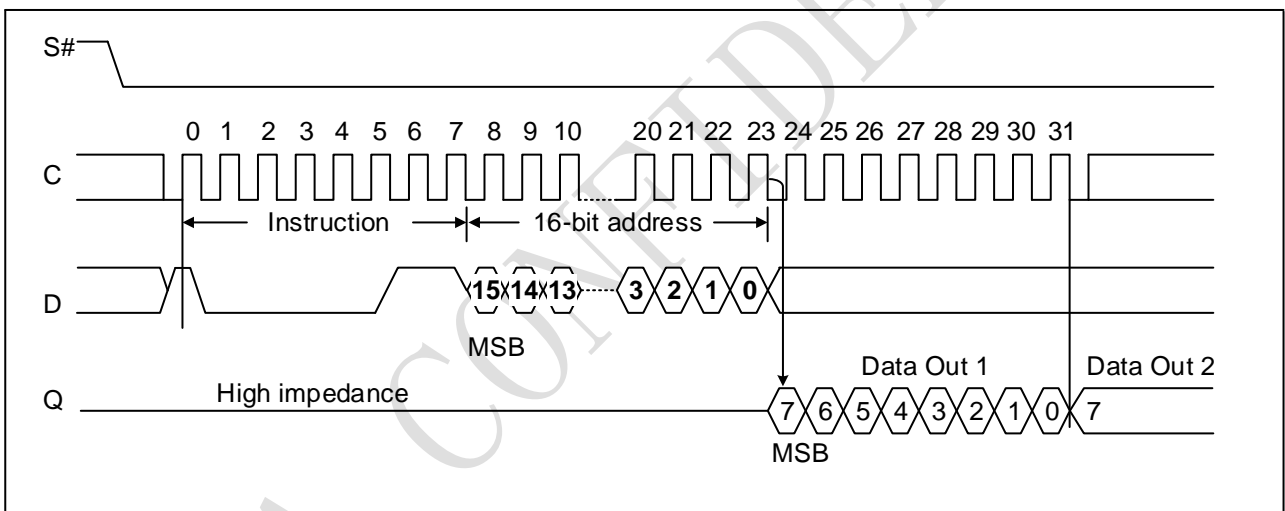 S#
0 1 2 3 4 5 6 7 8 9 10 20 21 22 23 24 25 26 27 28 29 30 31
C
Instruction 16-bit address
D 15 14 13 3 2 1 0
MSB
Data Out 1 Data Out 2
Q High impedance 7 6 5 4 3 2 1 0 7
MSB